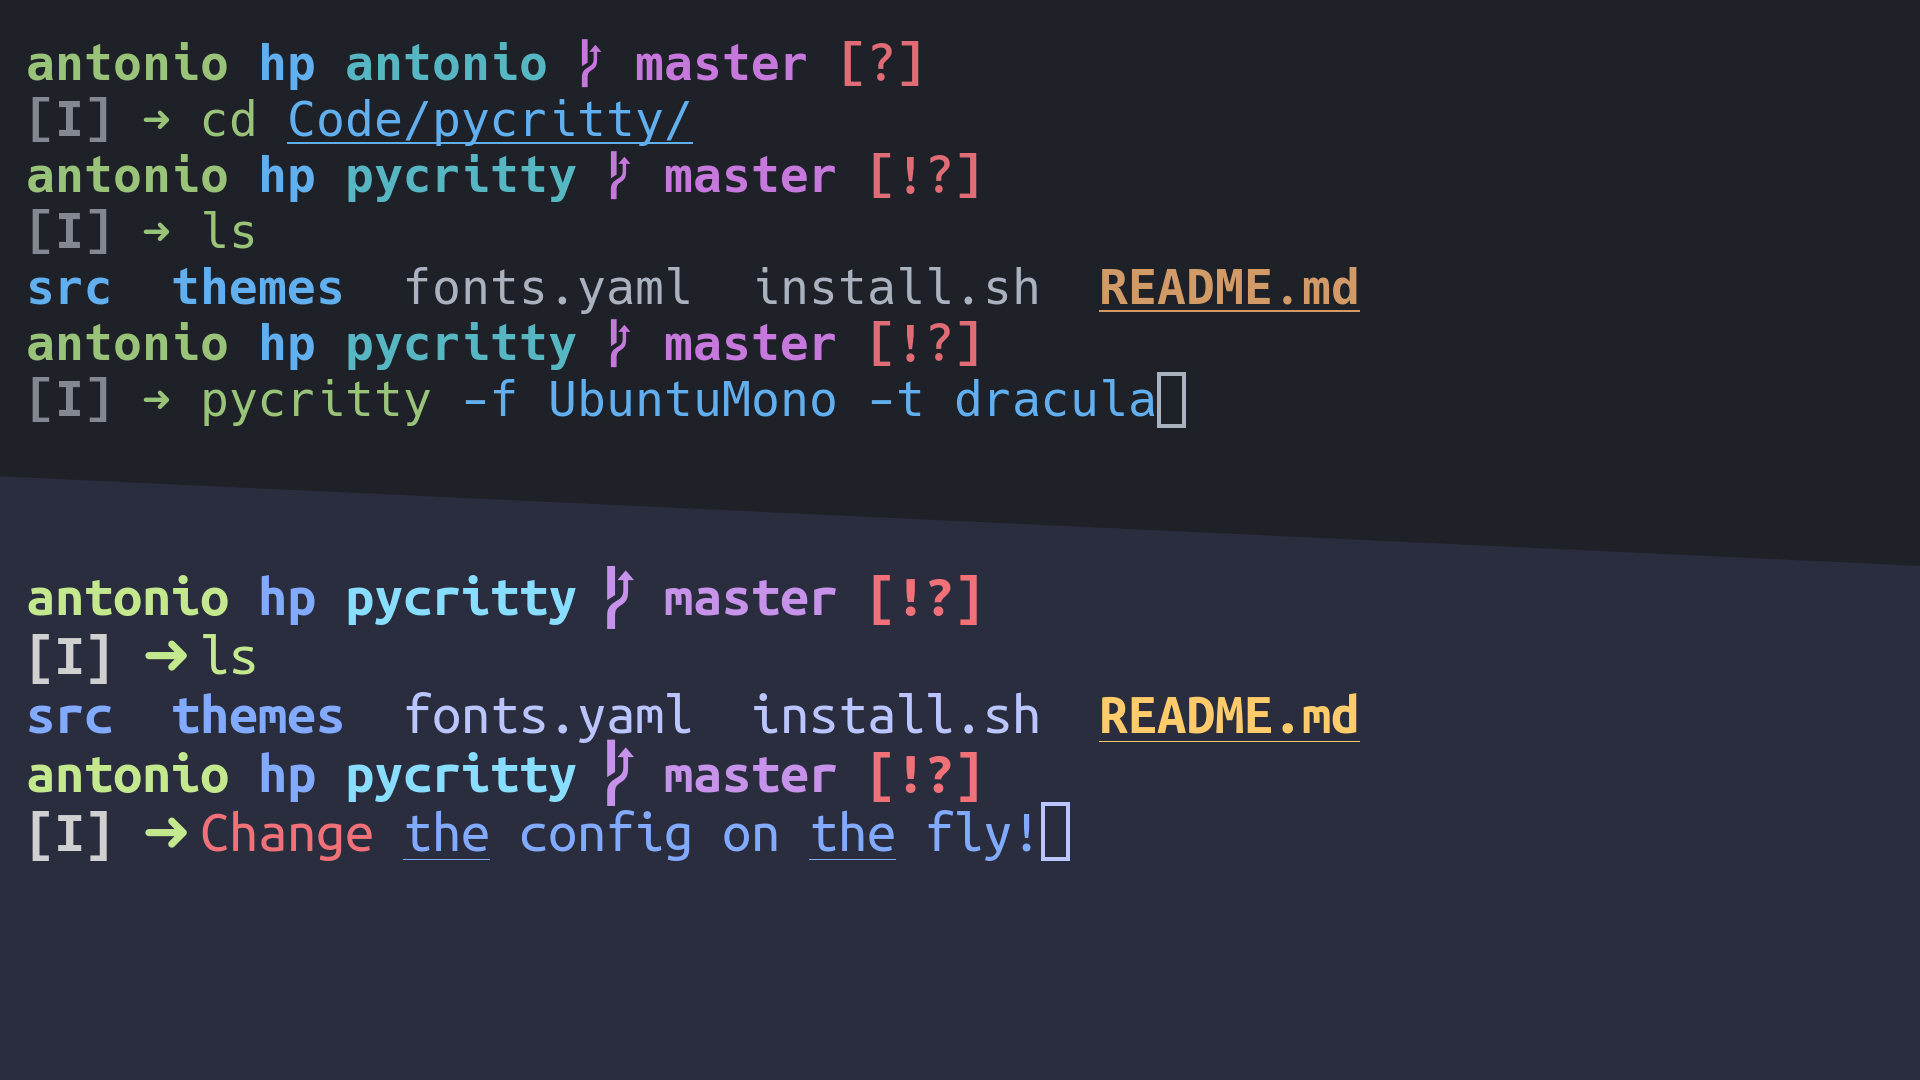 antonio hp antonio  master [?]
[I] ➜ cd Code/pycritty/
antonio hp pycritty  master [!?]
[I] ➜ ls
src  themes  fonts.yaml  install.sh  README.md
antonio hp pycritty  master [!?]
[I] ➜ pycritty -f UbuntuMono -t dracula
antonio hp pycritty  master [!?]
[I] ➜ ls
src  themes  fonts.yaml  install.sh  README.md
antonio hp pycritty  master [!?]
[I] ➜ Change the config on the fly!